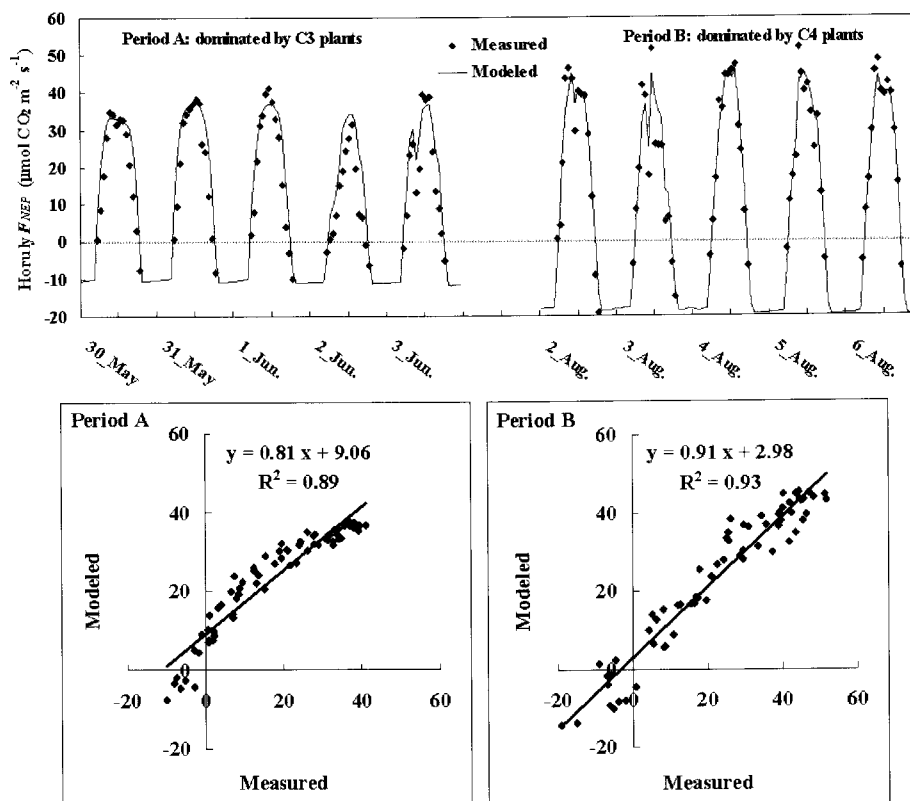 60
50
40
30
20
10
0
-10
-20
Horuly F_NEP (μmol CO₂ m⁻² s⁻¹)
Period A: dominated by C3 plants
Measured
Modeled
Period B: dominated by C4 plants
30_May
31_May
1_Jun.
2_Jun.
3_Jun.
2_Aug.
3_Aug.
4_Aug.
5_Aug.
6_Aug.
Period A
60
y = 0.81 x + 9.06
R² = 0.89
40
20
0
-20
0
20
40
60
-20
Modeled
Measured
Period B
60
y = 0.91 x + 2.98
R² = 0.93
40
20
0
-20
0
20
40
60
-20
Modeled
Measured